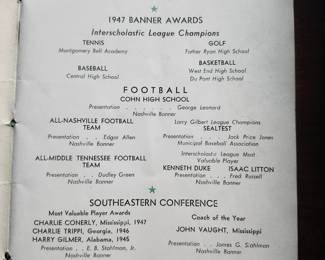 1947 BANNER AWARDS
Interscholastic League Champions
TENNIS
Montgomery Bell Academy
GOLF
Father Ryan High School
BASEBALL
Central High School
BASKETBALL
West End High School
Du Pont High School
FOOTBALL
COHN HIGH SCHOOL
Presentation . . . . George Leonard
Nashville Banner
ALL-NASHVILLE FOOTBALL
TEAM
Presentation . . Edgar Allen
Nashville Banner
Larry Gilbert League Champions
SEALTEST
Presentation . . Jack Price Jones
Municipal Baseball Association
ALL-MIDDLE TENNESSEE FOOTBALL
TEAM
Presentation . . Dudley Green
Nashville Banner
Interscholastic League Most
Valuable Player
KENNETH DUKE ISAAC LITTON
Presentation . . Fred Russell
Nashville Banner
SOUTHEASTERN CONFERENCE
Most Valuable Player Awards
CHARLIE CONERLY, Mississippi, 1947
CHARLIE TRIPPI, Georgia, 1946
HARRY GILMER, Alabama, 1945
Presentation . . E. B. Stahlman, Jr.
Nashville Banner
Coach of the Year
JOHN VAUGHT, Mississippi
Presentation . . James G. Stahlman
Nashville Banner